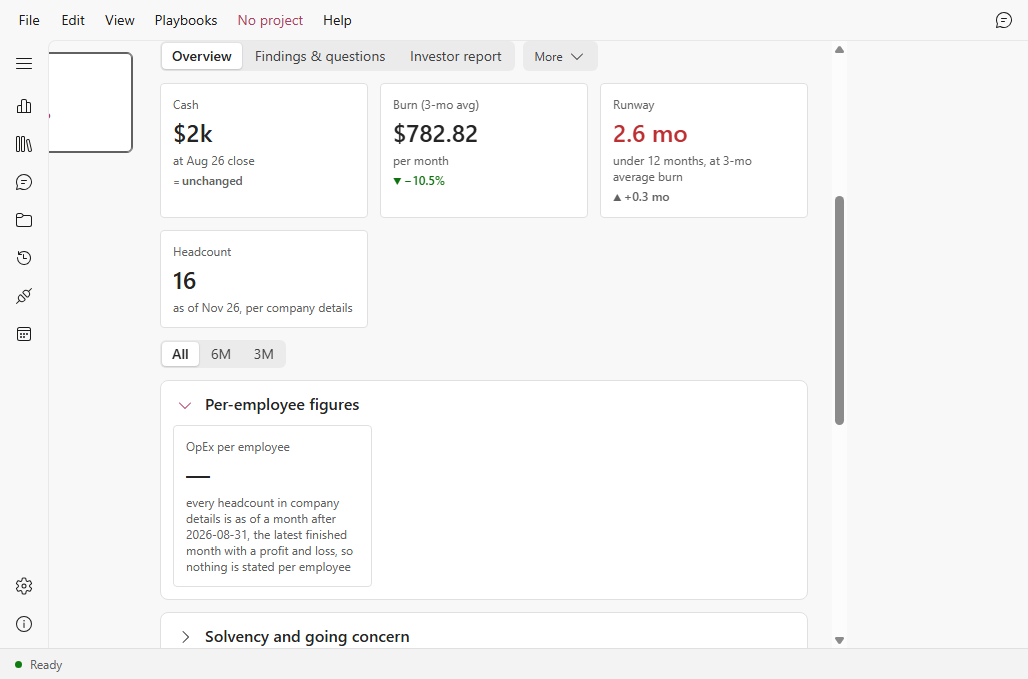 File Edit View Playbooks No project Help
Overview Findings & questions Investor report More
Cash
$2k
at Aug 26 close
= unchanged
Burn (3-mo avg)
$782.82
per month
▼ −10.5%
Runway
2.6 mo
under 12 months, at 3-mo
average burn
▲ +0.3 mo
Headcount
16
as of Nov 26, per company details
All 6M 3M
Per-employee figures
OpEx per employee
—
every headcount in company
details is as of a month after
2026-08-31, the latest finished
month with a profit and loss, so
nothing is stated per employee
Solvency and going concern
Ready